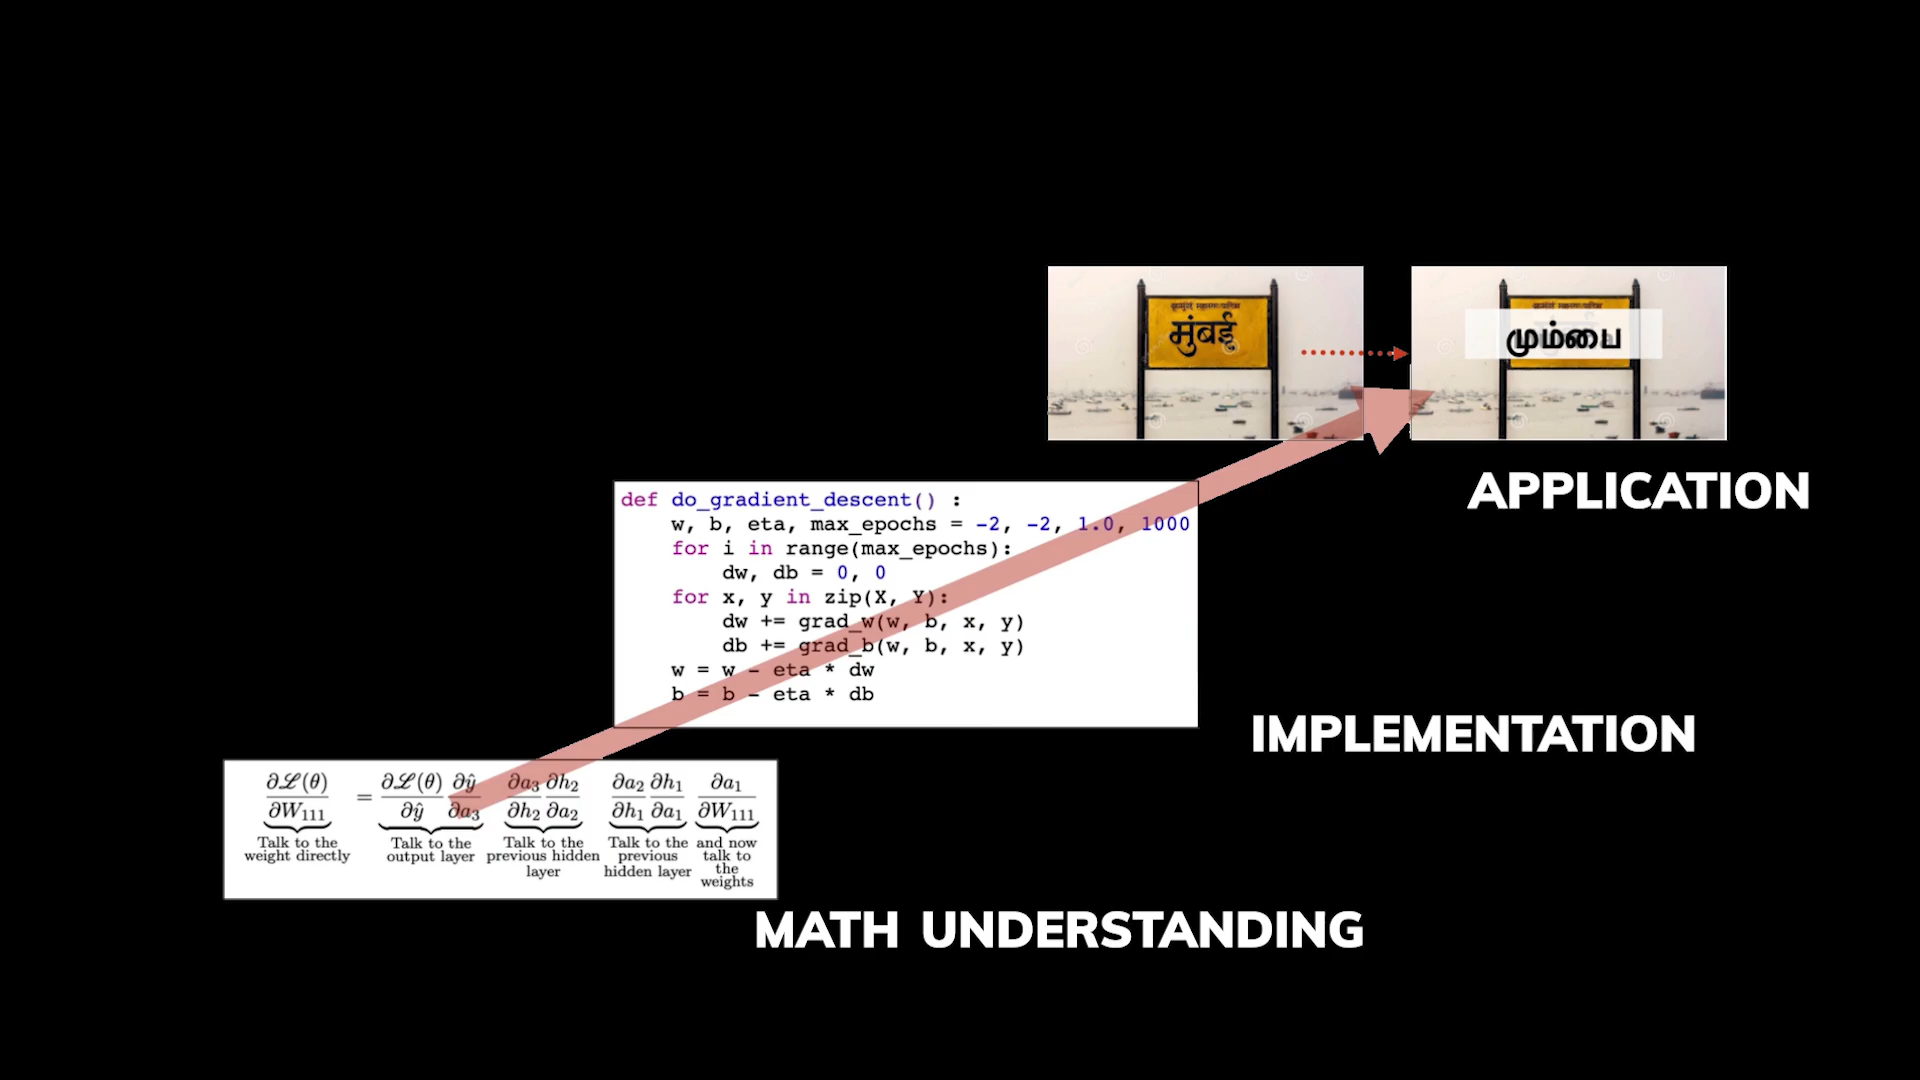 मुंबई
மும்பை
APPLICATION
def do_gradient_descent() :
    w, b, eta, max_epochs = -2, -2, 1.0, 1000
    for i in range(max_epochs):
        dw, db = 0, 0
    for x, y in zip(X, Y):
        dw += grad_w(w, b, x, y)
        db += grad_b(w, b, x, y)
    w = w - eta * dw
    b = b - eta * db
IMPLEMENTATION
∂ℒ(θ)/∂W₁₁₁ = ∂ℒ(θ)/∂ŷ ∂ŷ/∂a₃ ∂a₃/∂h₂ ∂h₂/∂a₂ ∂a₂/∂h₁ ∂h₁/∂a₁ ∂a₁/∂W₁₁₁
Talk to the
weight directly
Talk to the
output layer
Talk to the
previous hidden
layer
Talk to the
previous
hidden layer
and now
talk to
the
weights
MATH UNDERSTANDING